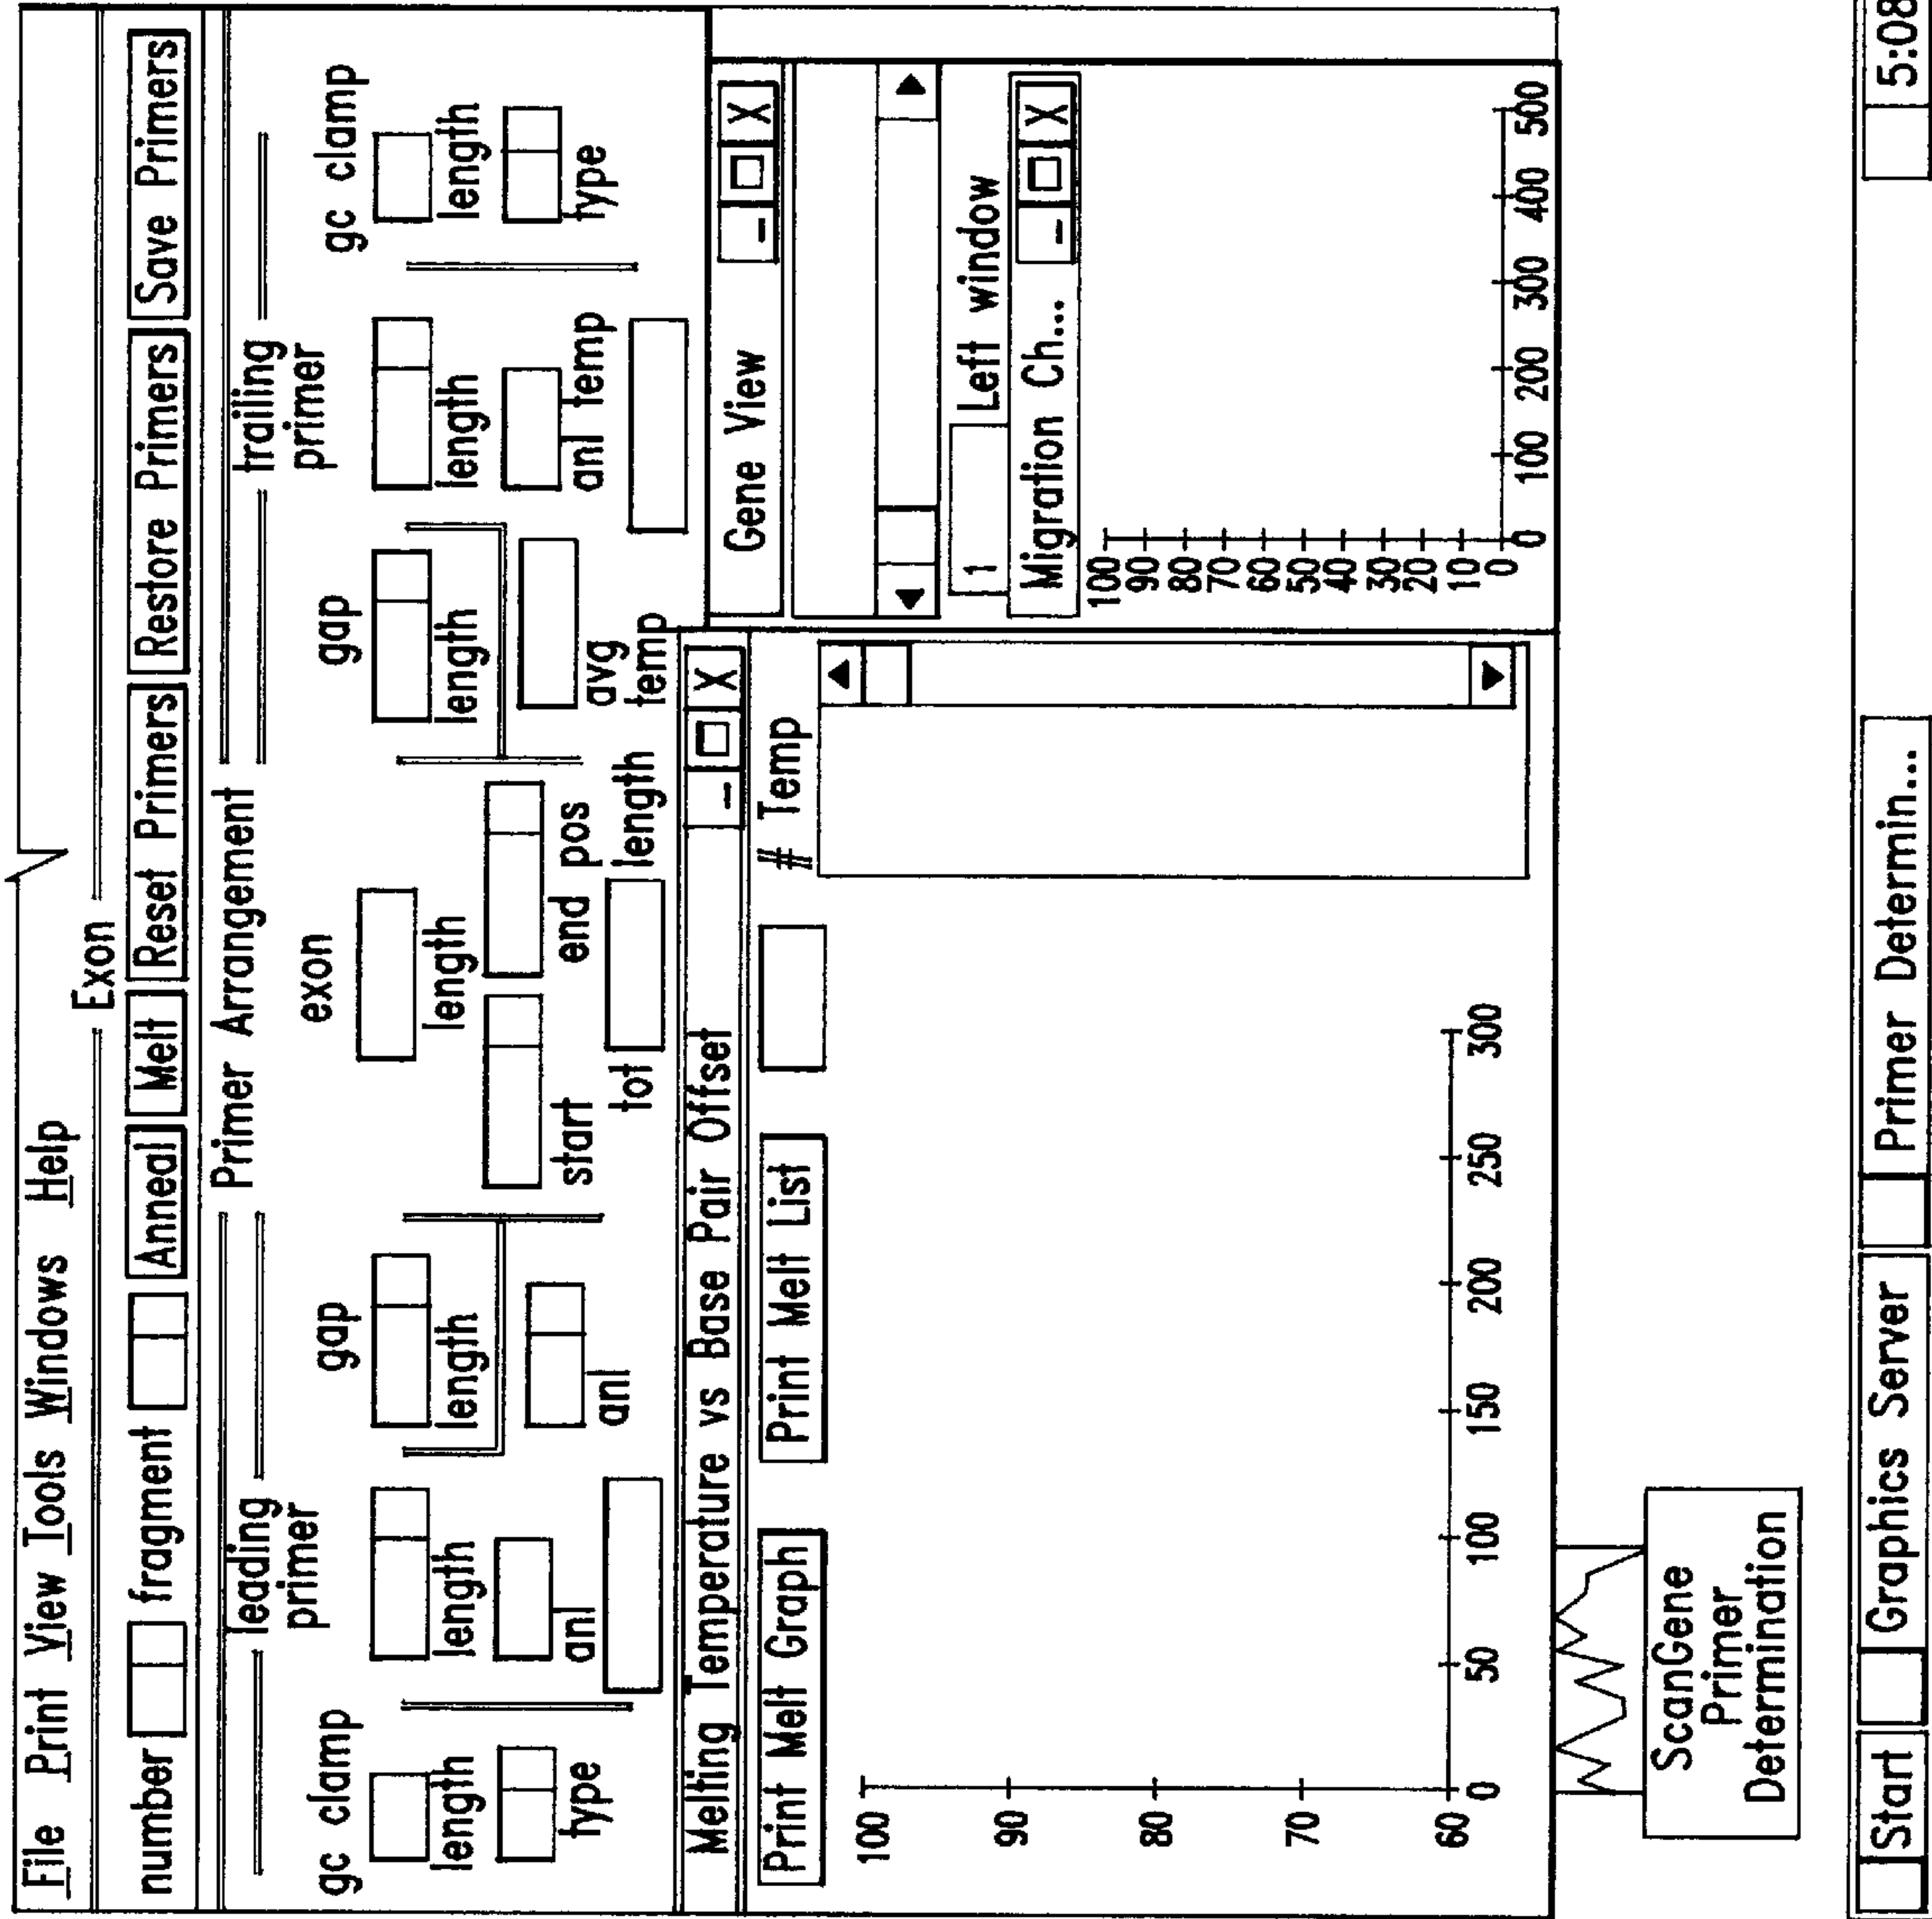 File Print View Tools Windows Help
Exon
number fragment Anneal Melt Reset Primers Restore Primers Save Primers
Primer Arrangement
leading
primer
trailing
primer
gc clamp
length
type
length
anl
gap
length
anl
exon
length
start
end pos
tot length
gap
length
avg
temp
length
anl temp
gc clamp
length
type
Melting Temperature vs Base Pair Offset _ X
Print Melt Graph Print Melt List
# Temp
100
90
80
70
60
0 50 100 150 200 250 300
Gene View _ X
1 Left window
Migration Ch... _ X
100
90
80
70
60
50
40
30
20
10
0
0 100 200 300 400 500
ScanGene
Primer
Determination
Start Graphics Server Primer Determin... 5:08